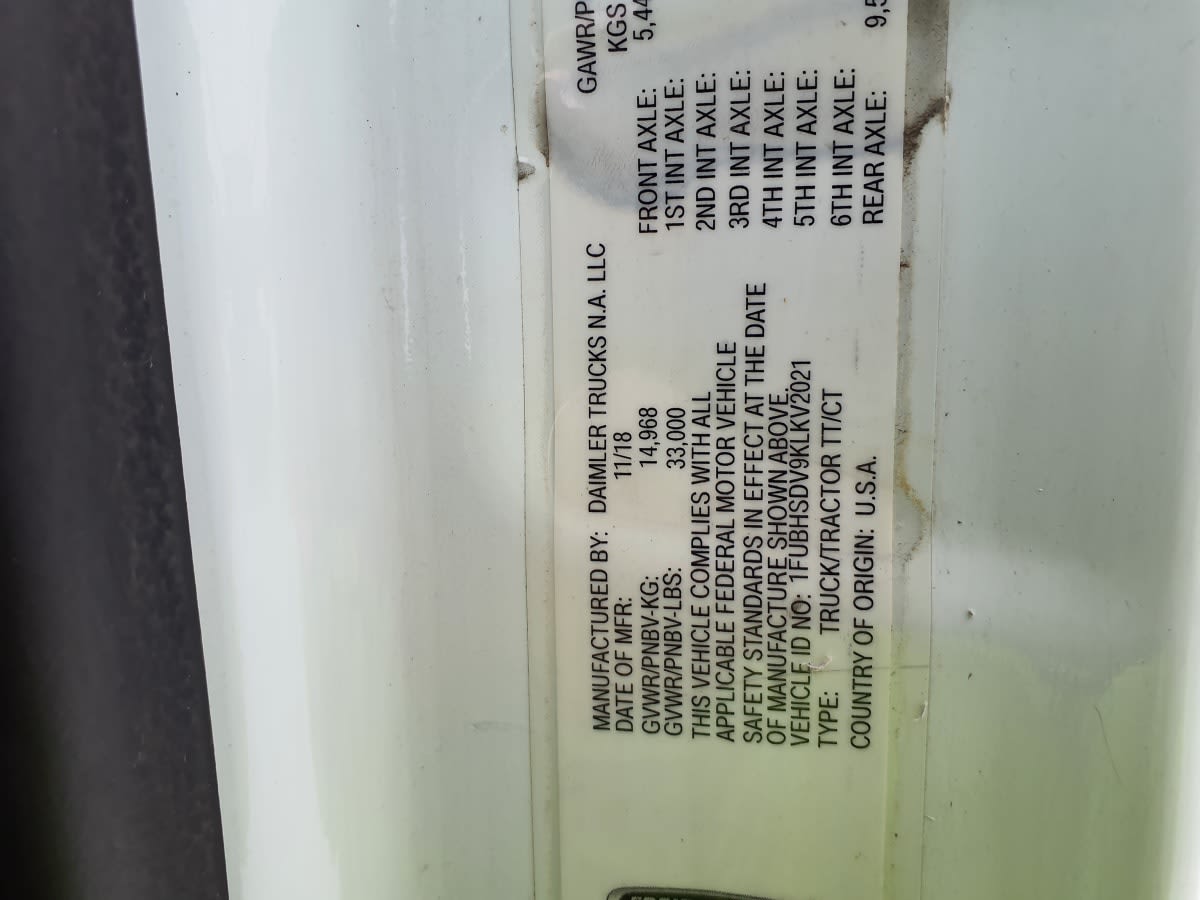 MANUFACTURED BY: DAIMLER TRUCKS N.A. LLC
DATE OF MFR: 11/18
GVWR/PNBV-KG: 14,968
GVWR/PNBV-LBS: 33,000
THIS VEHICLE COMPLIES WITH ALL
APPLICABLE FEDERAL MOTOR VEHICLE
SAFETY STANDARDS IN EFFECT AT THE DATE
OF MANUFACTURE SHOWN ABOVE.
VEHICLE ID NO: 1FUBHSDV9KLKV2021
TYPE: TRUCK/TRACTOR TT/CT
COUNTRY OF ORIGIN: U.S.A.
GAWR/P
KGS
FRONT AXLE: 5,44
1ST INT AXLE:
2ND INT AXLE:
3RD INT AXLE:
4TH INT AXLE:
5TH INT AXLE:
6TH INT AXLE:
REAR AXLE: 9,5